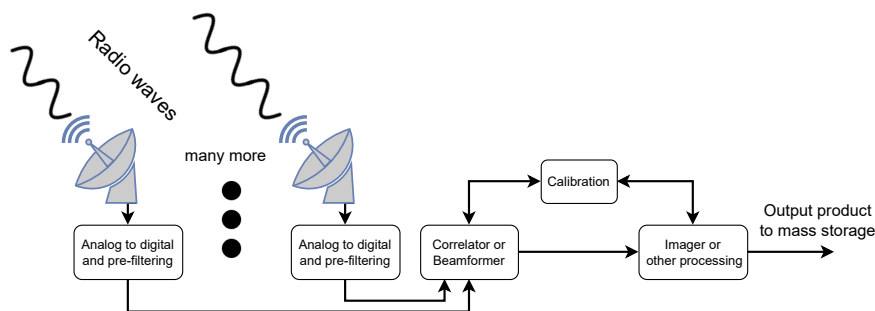 Radio waves
many more
Analog to digital
and pre-filtering
Analog to digital
and pre-filtering
Correlator or
Beamformer
Calibration
Imager or
other processing
Output product
to mass storage